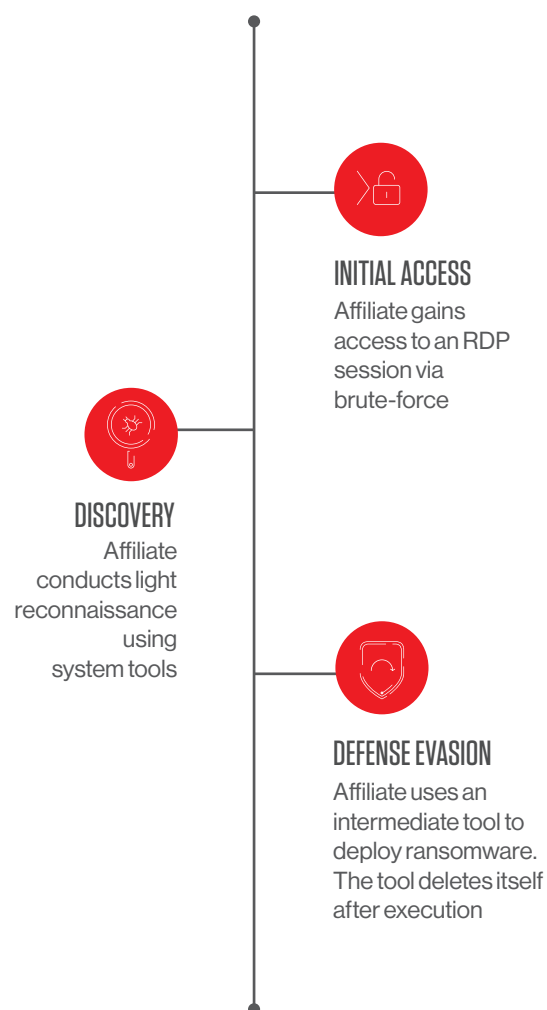 INITIAL ACCESS
Affiliate gains
access to an RDP
session via
brute-force
DISCOVERY
Affiliate
conducts light
reconnaissance
using
system tools
DEFENSE EVASION
Affiliate uses an
intermediate tool to
deploy ransomware.
The tool deletes itself
after execution